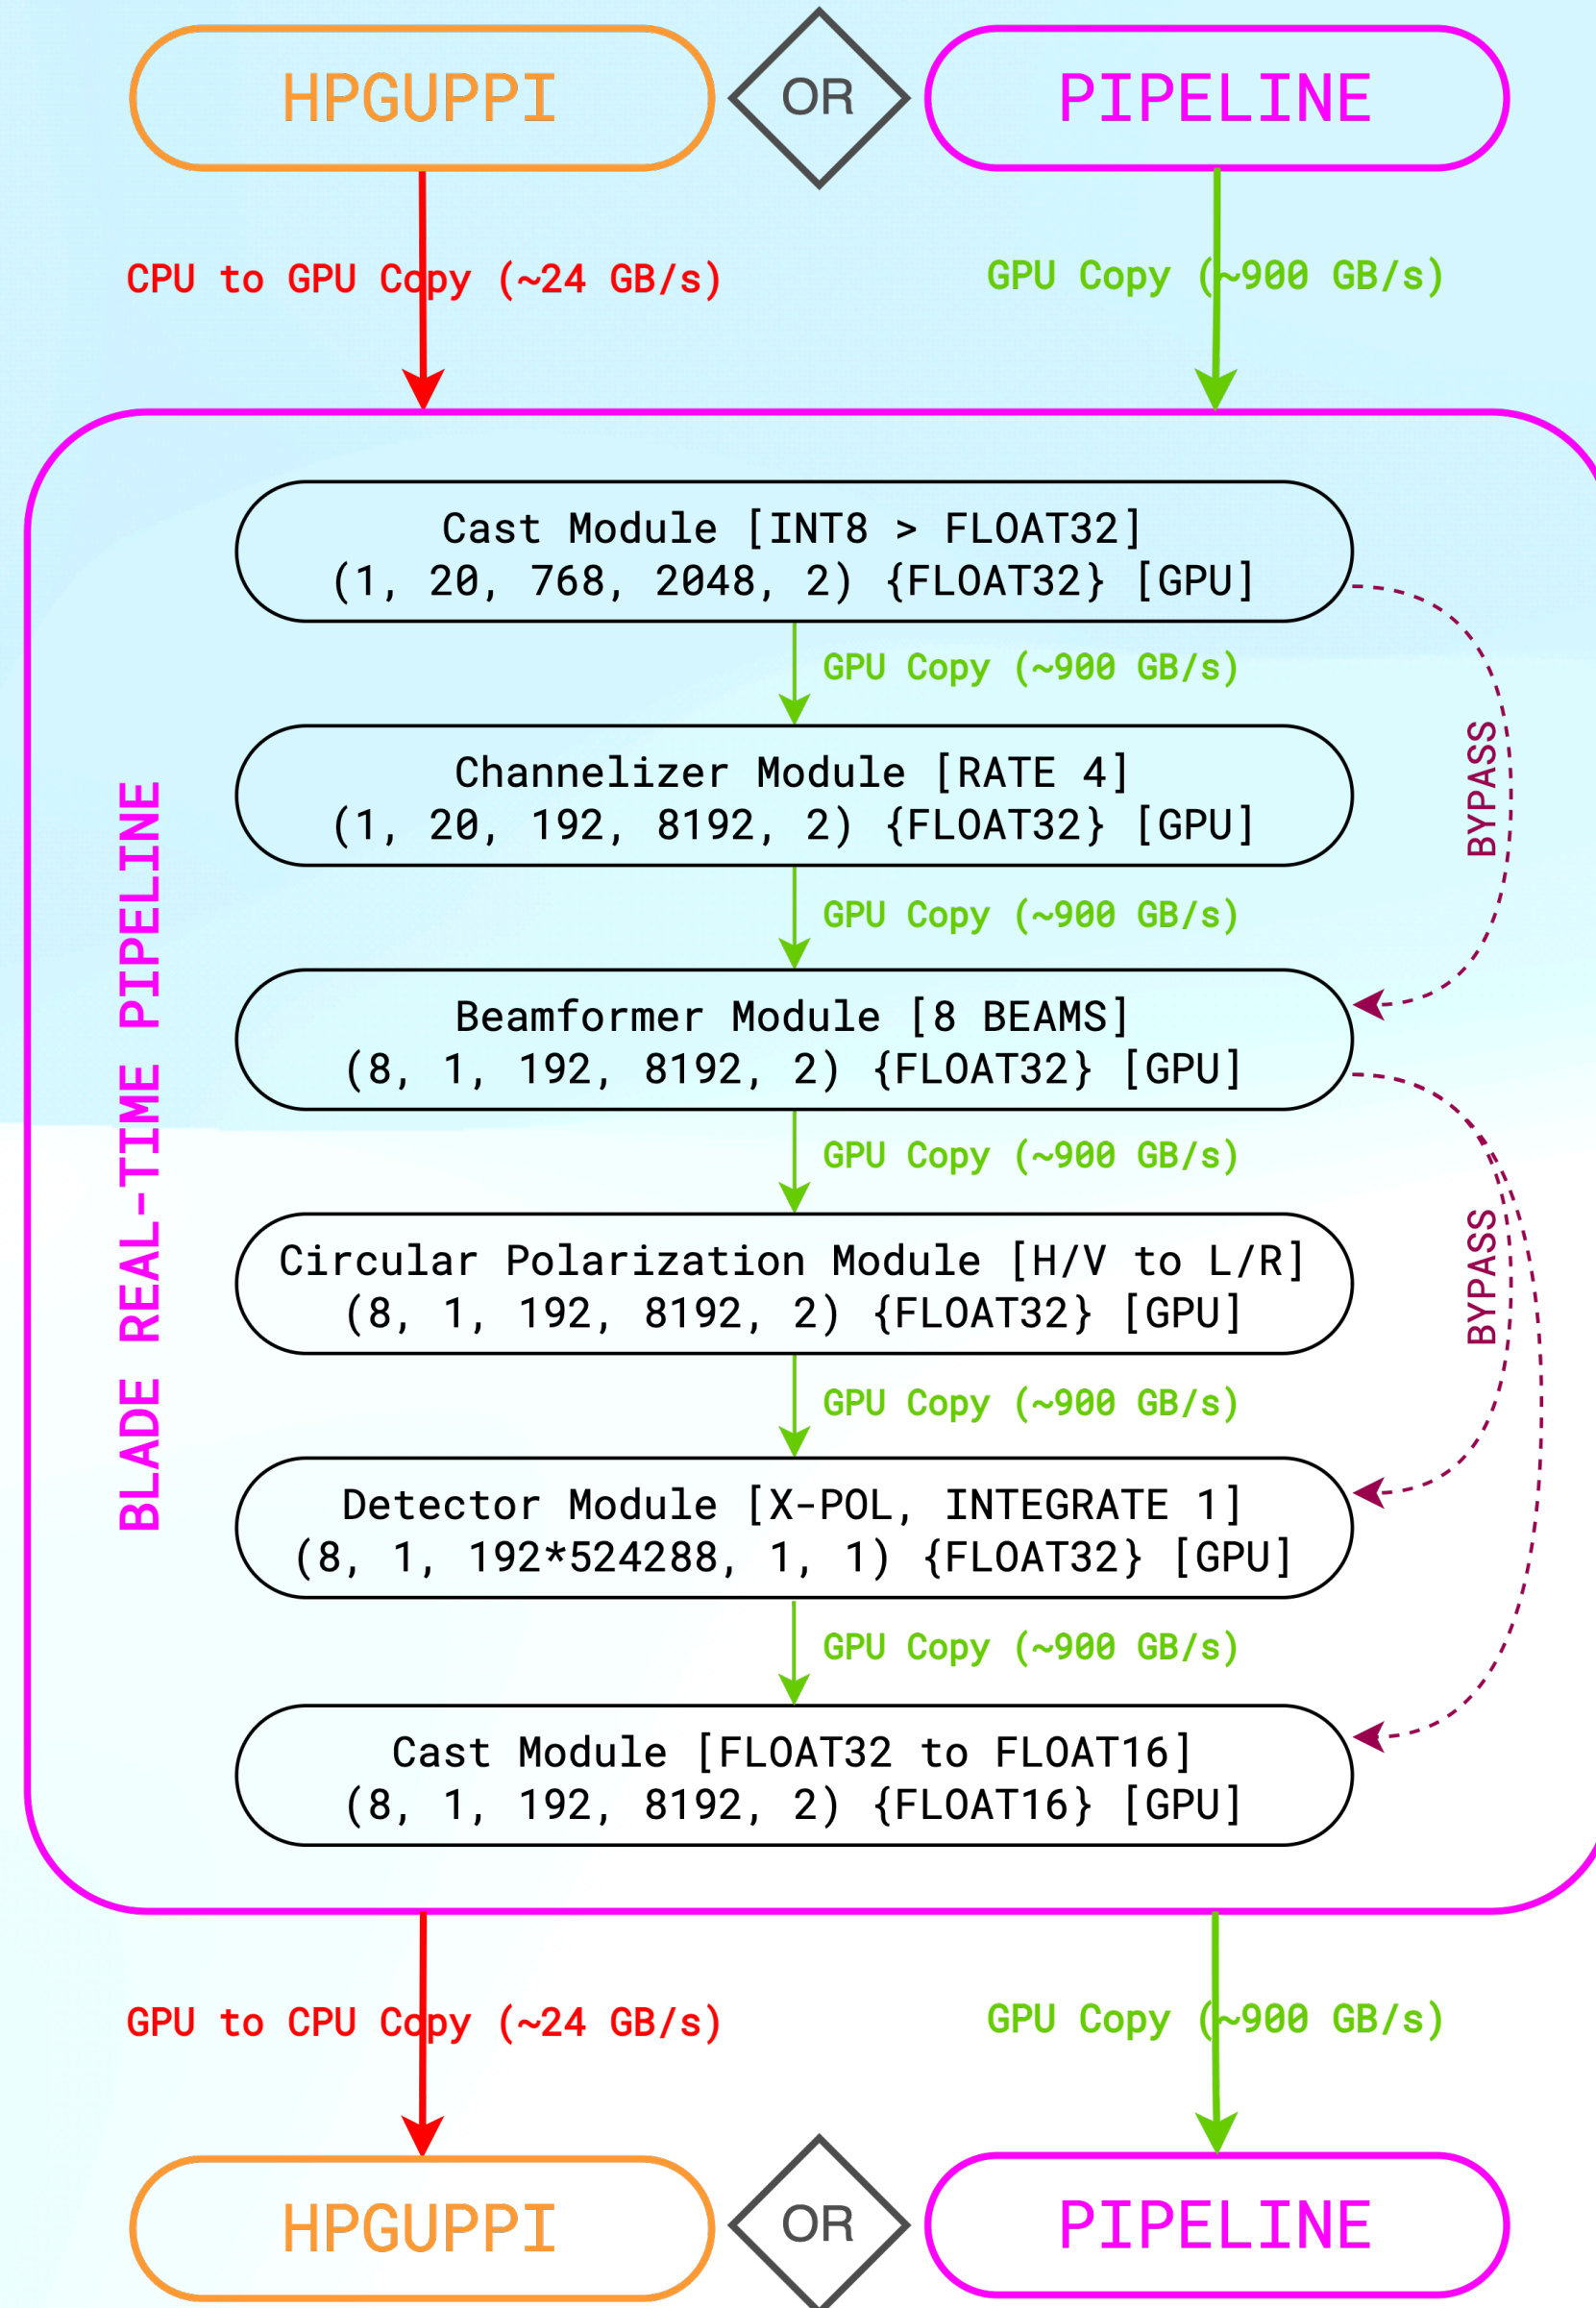 HPGUPPI
OR
PIPELINE
CPU to GPU Copy (~24 GB/s)
GPU Copy (~900 GB/s)
BLADE REAL-TIME PIPELINE
Cast Module [INT8 > FLOAT32]
(1, 20, 768, 2048, 2) {FLOAT32} [GPU]
GPU Copy (~900 GB/s)
Channelizer Module [RATE 4]
(1, 20, 192, 8192, 2) {FLOAT32} [GPU]
BYPASS
GPU Copy (~900 GB/s)
Beamformer Module [8 BEAMS]
(8, 1, 192, 8192, 2) {FLOAT32} [GPU]
GPU Copy (~900 GB/s)
Circular Polarization Module [H/V to L/R]
(8, 1, 192, 8192, 2) {FLOAT32} [GPU]
BYPASS
GPU Copy (~900 GB/s)
Detector Module [X-POL, INTEGRATE 1]
(8, 1, 192*524288, 1, 1) {FLOAT32} [GPU]
GPU Copy (~900 GB/s)
Cast Module [FLOAT32 to FLOAT16]
(8, 1, 192, 8192, 2) {FLOAT16} [GPU]
GPU to CPU Copy (~24 GB/s)
GPU Copy (~900 GB/s)
HPGUPPI
OR
PIPELINE